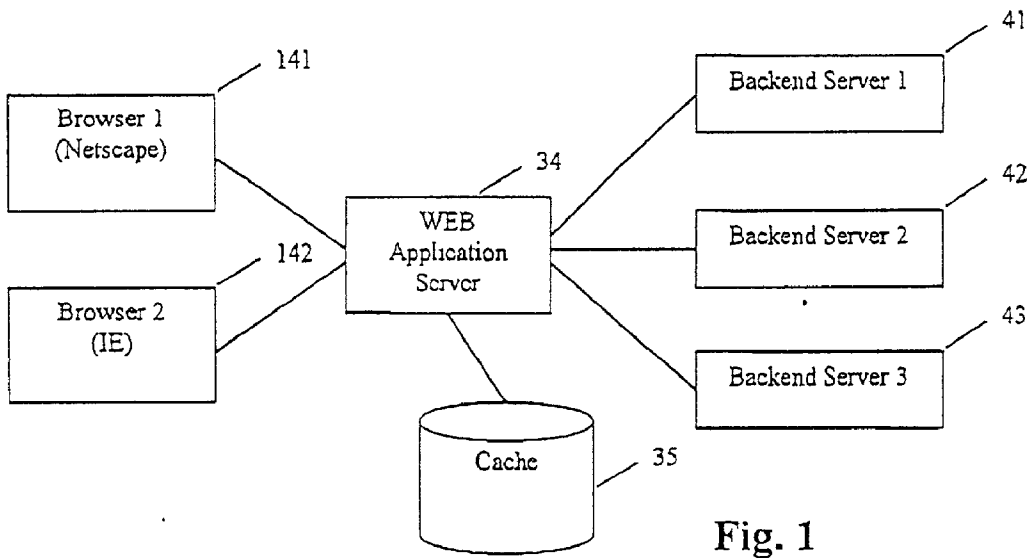 141
Browser 1
(Netscape)
142
Browser 2
(IE)
34
WEB
Application
Server
Cache
35
41
Backend Server 1
42
Backend Server 2
43
Backend Server 3
Fig. 1